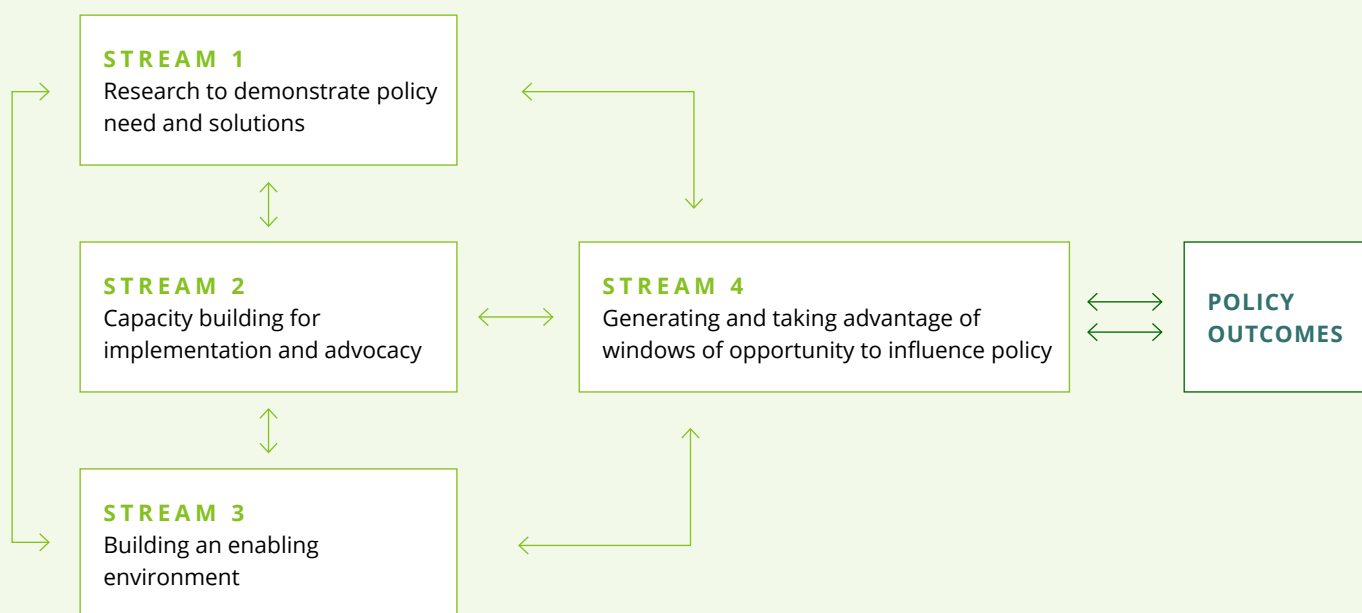 STREAM 1
Research to demonstrate policy
need and solutions
STREAM 2
Capacity building for
implementation and advocacy
STREAM 3
Building an enabling
environment
STREAM 4
Generating and taking advantage of
windows of opportunity to influence policy
POLICY
OUTCOMES